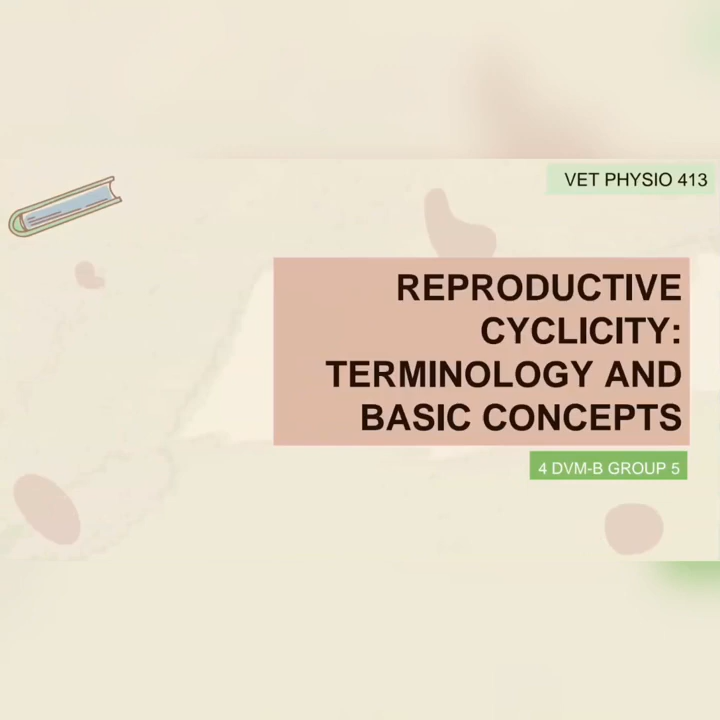 VET PHYSIO 413
REPRODUCTIVE
CYCLICITY:
TERMINOLOGY AND
BASIC CONCEPTS
4 DVM-B GROUP 5